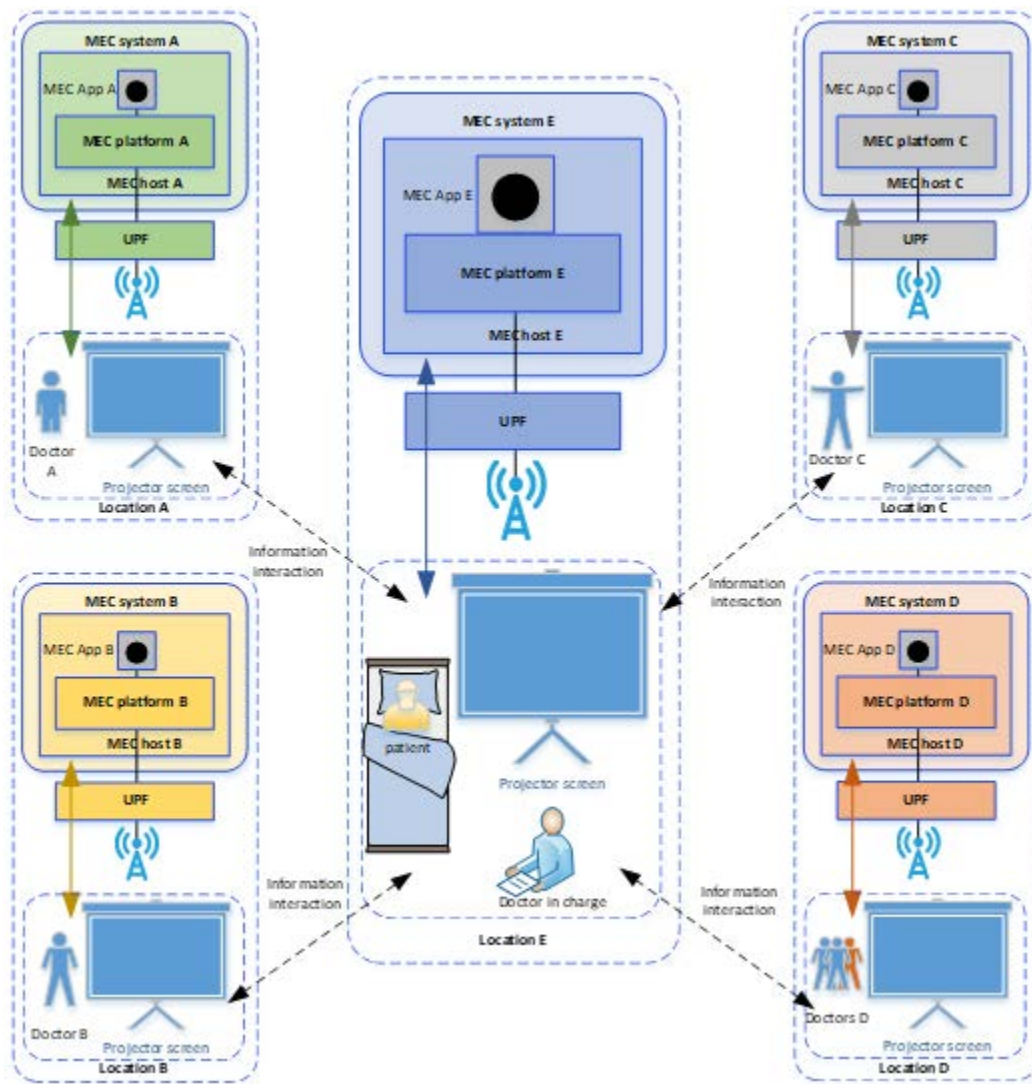 MEC system A
MEC App A
MEC platform A
MEC host A
UPF
Doctor
A
Projector screen
Location A
MEC system B
MEC App B
MEC platform B
MEC host B
UPF
Doctor B
Projector screen
Location B
MEC system E
MEC App E
MEC platform E
MEC host E
UPF
patient
Projector screen
Doctor in charge
Location E
Information
interaction
Information
interaction
Information
interaction
Information
interaction
MEC system C
MEC App C
MEC platform C
MEC host C
UPF
Doctor C
Projector screen
Location C
MEC system D
MEC App D
MEC platform D
MEC host D
UPF
Doctors D
Projector screen
Location D